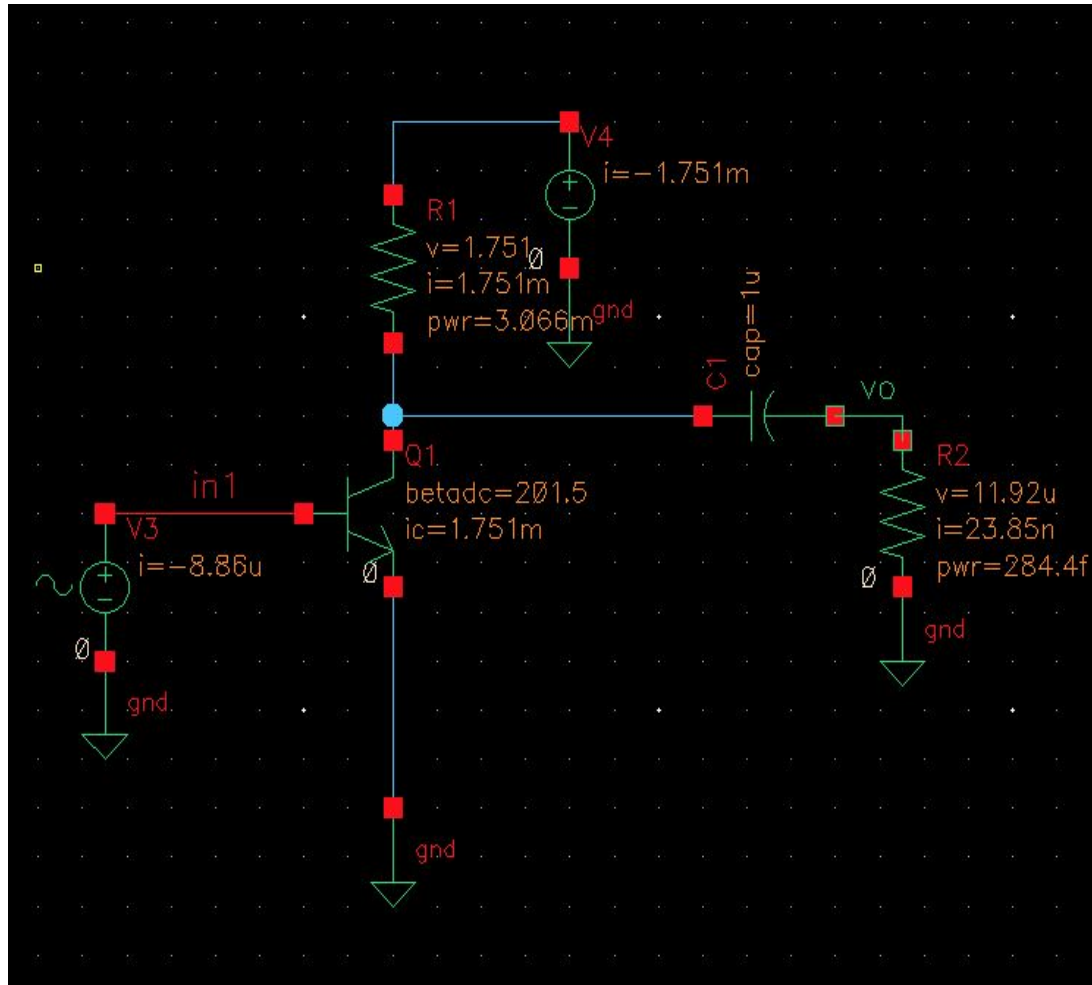 V4
i=-1.751m
R1
v=1.751
i=1.751m
pwr=3.066m
0
gnd
cap=1u
C1
VO
Q1
betadc=201.5
ic=1.751m
0
in1
V3
i=-8.86u
0
gnd
R2
v=11.92u
i=23.85n
pwr=284.4f
0
gnd
gnd